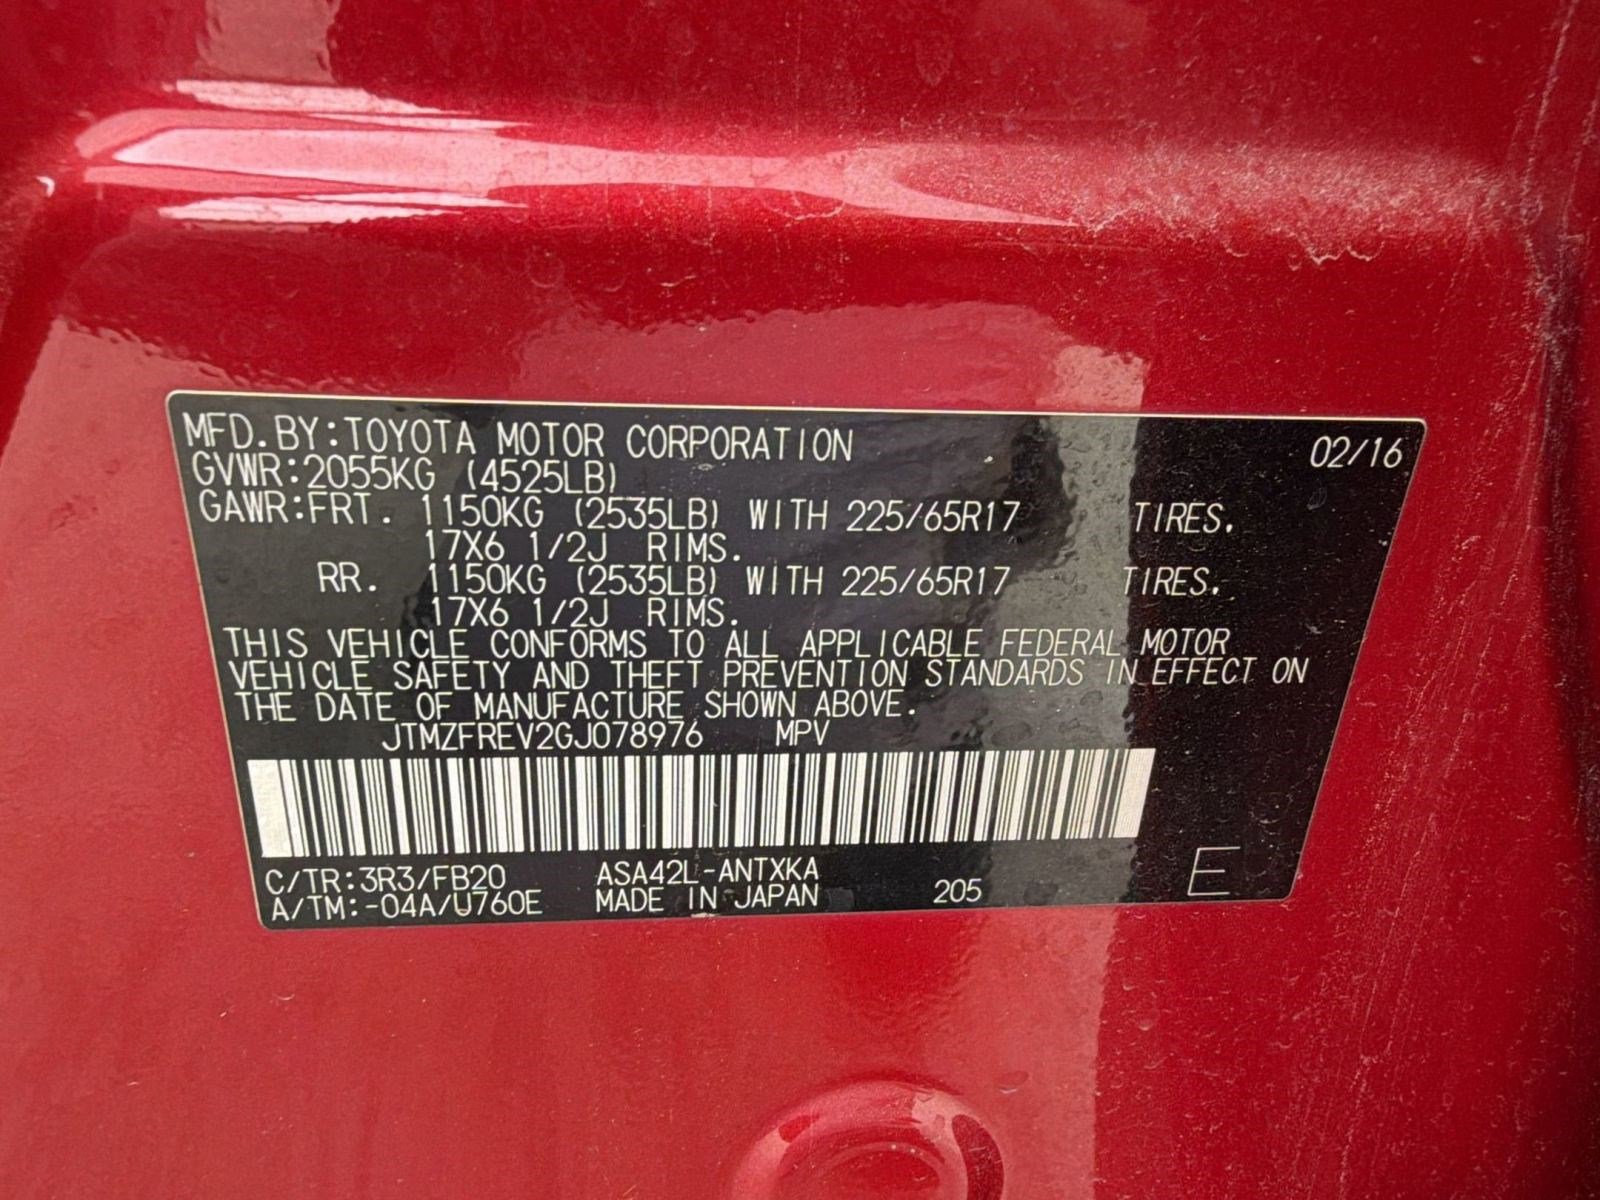 MFD.BY:TOYOTA MOTOR CORPORATION 02/16
GVWR:2055KG (4525LB)
GAWR:FRT. 1150KG (2535LB) WITH 225/65R17 TIRES.
17X6 1/2J RIMS.
RR. 1150KG (2535LB) WITH 225/65R17 TIRES.
17X6 1/2J RIMS.
THIS VEHICLE CONFORMS TO ALL APPLICABLE FEDERAL MOTOR
VEHICLE SAFETY AND THEFT PREVENTION STANDARDS IN EFFECT ON
THE DATE OF MANUFACTURE SHOWN ABOVE.
JTMZFREV2GJ078976 MPV
C/TR:3R3/FB20 ASA42L-ANTXKA
A/TM:-04A/U760E MADE IN JAPAN 205 E